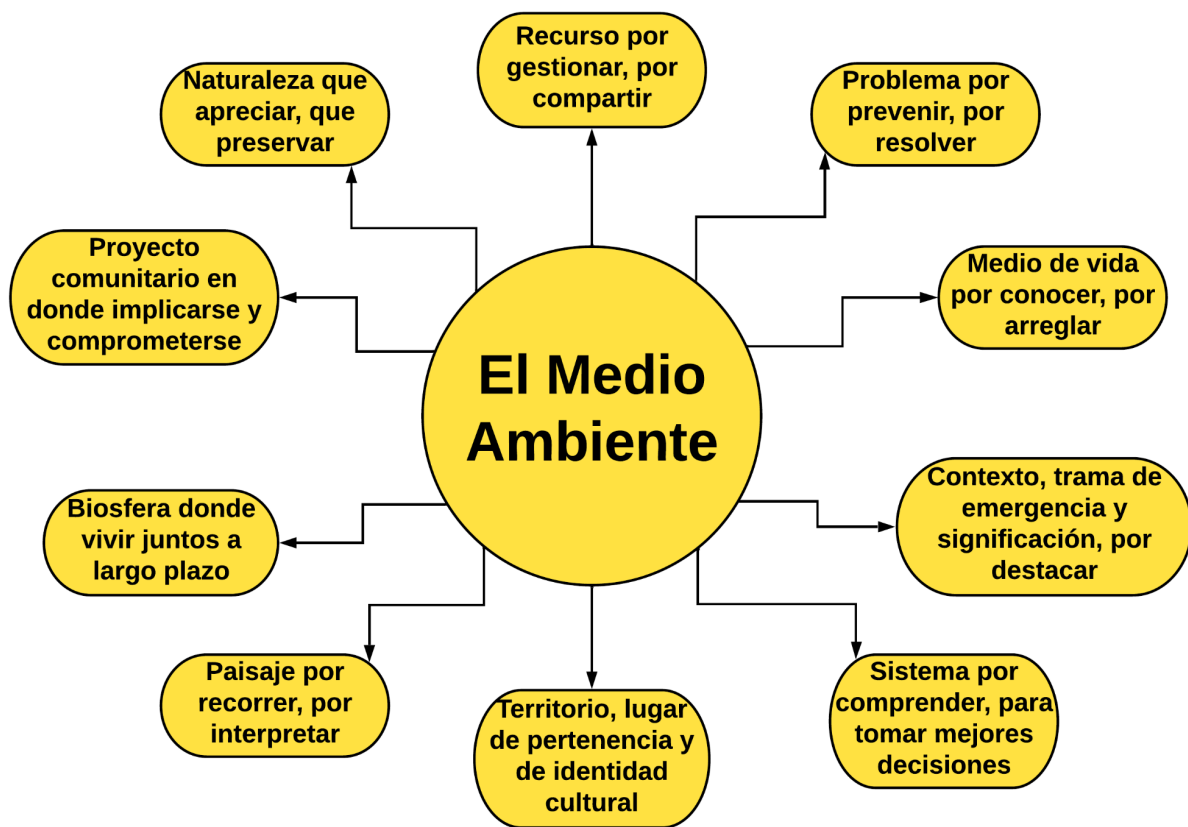 Recurso por
gestionar, por
compartir
Naturaleza que
apreciar, que
preservar
Problema por
prevenir, por
resolver
Proyecto
comunitario en
donde implicarse y
comprometerse
Medio de vida
por conocer, por
arreglar
El Medio
Ambiente
Biosfera donde
vivir juntos a
largo plazo
Contexto, trama de
emergencia y
significación, por
destacar
Paisaje por
recorrer, por
interpretar
Territorio, lugar
de pertenencia y
de identidad
cultural
Sistema por
comprender, para
tomar mejores
decisiones